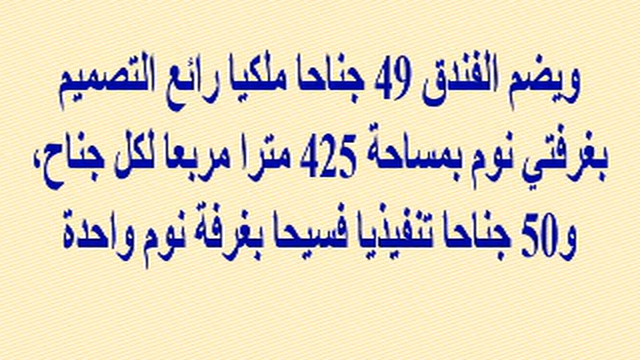 ويضم الفندق 49 جناحا ملكيا رائع التصميم
بغرفتي نوم بمساحة 425 مترا مربعا لكل جناح،
و50 جناحا تنفيذيا فسيحا بغرفة نوم واحدة